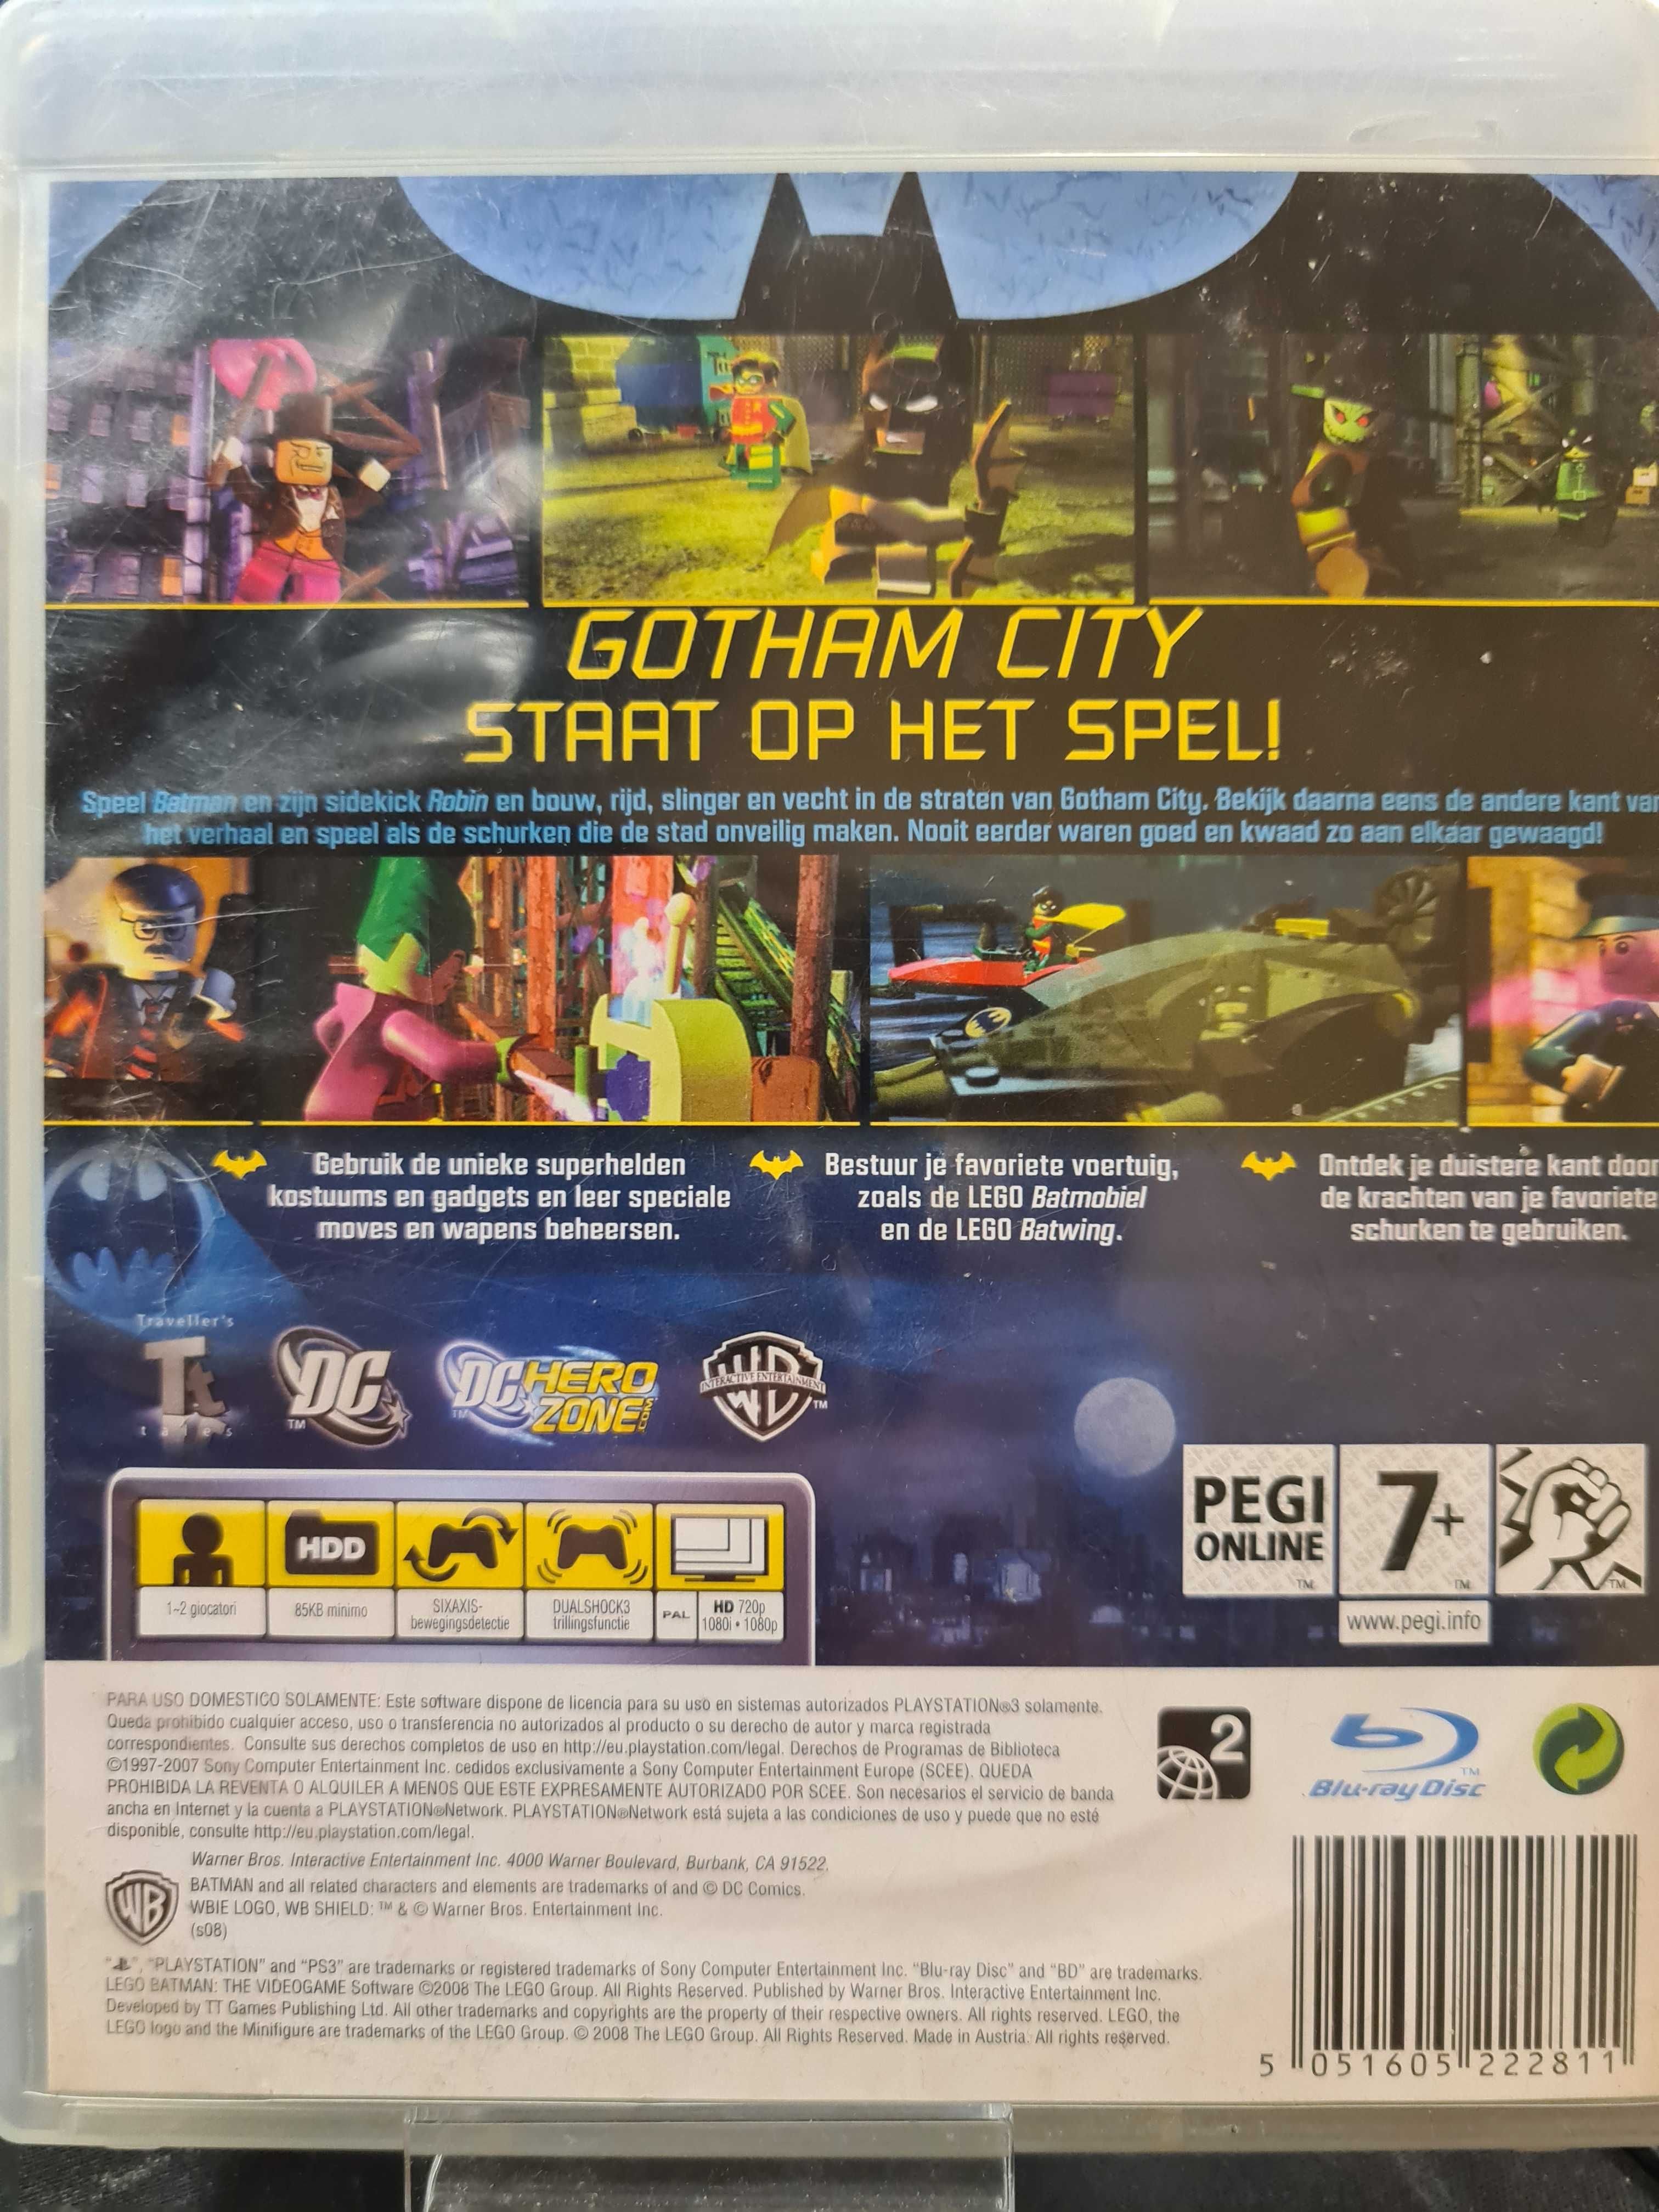 GOTHAM CITY
STAAT OP HET SPEL!
Speel Batman en zijn sidekick Robin en bouw, rijd, slinger en vecht in de straten van Gotham City. Bekijk daarna eens de andere kant van
het verhaal en speel als de schurken die de stad onveilig maken. Nooit eerder waren goed en kwaad zo aan elkaar gewaagd!
Gebruik de unieke superhelden
kostuums en gadgets en leer speciale
moves en wapens beheersen.
Bestuur je favoriete voertuig,
zoals de LEGO Batmobiel
en de LEGO Batwing.
Ontdek je duistere kant door
de krachten van je favoriete
schurken te gebruiken.
Traveller's
Tt
tales
DC
TM
DC HERO
ZONE.COM
TM
WB
INTERACTIVE ENTERTAINMENT
TM
PEGI
ONLINE
TM
7+
TM
TM
www.pegi.info
HDD
1~2 giocatori
85KB minimo
SIXAXIS-
bewegingsdetectie
DUALSHOCK3
trillingsfunctie
PAL
HD 720p
1080i • 1080p
PARA USO DOMESTICO SOLAMENTE: Este software dispone de licencia para su uso en sistemas autorizados PLAYSTATION®3 solamente.
Queda prohibido cualquier acceso, uso o transferencia no autorizados al producto o su derecho de autor y marca registrada
correspondientes. Consulte sus derechos completos de uso en http://eu.playstation.com/legal. Derechos de Programas de Biblioteca
©1997-2007 Sony Computer Entertainment Inc. cedidos exclusivamente a Sony Computer Entertainment Europe (SCEE). QUEDA
PROHIBIDA LA REVENTA O ALQUILER A MENOS QUE ESTE EXPRESAMENTE AUTORIZADO POR SCEE. Son necesarios el servicio de banda
ancha en Internet y la cuenta a PLAYSTATION®Network. PLAYSTATION®Network está sujeta a las condiciones de uso y puede que no esté
disponible, consulte http://eu.playstation.com/legal.
2
TM
Blu-ray Disc
Warner Bros. Interactive Entertainment Inc. 4000 Warner Boulevard, Burbank, CA 91522.
BATMAN and all related characters and elements are trademarks of and © DC Comics.
WBIE LOGO, WB SHIELD: ™ & © Warner Bros. Entertainment Inc.
(s08)
WB
"PLAYSTATION" and "PS3" are trademarks or registered trademarks of Sony Computer Entertainment Inc. "Blu-ray Disc" and "BD" are trademarks.
LEGO BATMAN: THE VIDEOGAME Software ©2008 The LEGO Group. All Rights Reserved. Published by Warner Bros. Interactive Entertainment Inc.
Developed by TT Games Publishing Ltd. All other trademarks and copyrights are the property of their respective owners. All rights reserved. LEGO, the
LEGO logo and the Minifigure are trademarks of the LEGO Group. © 2008 The LEGO Group. All Rights Reserved. Made in Austria. All rights reserved.
5 051605 222811